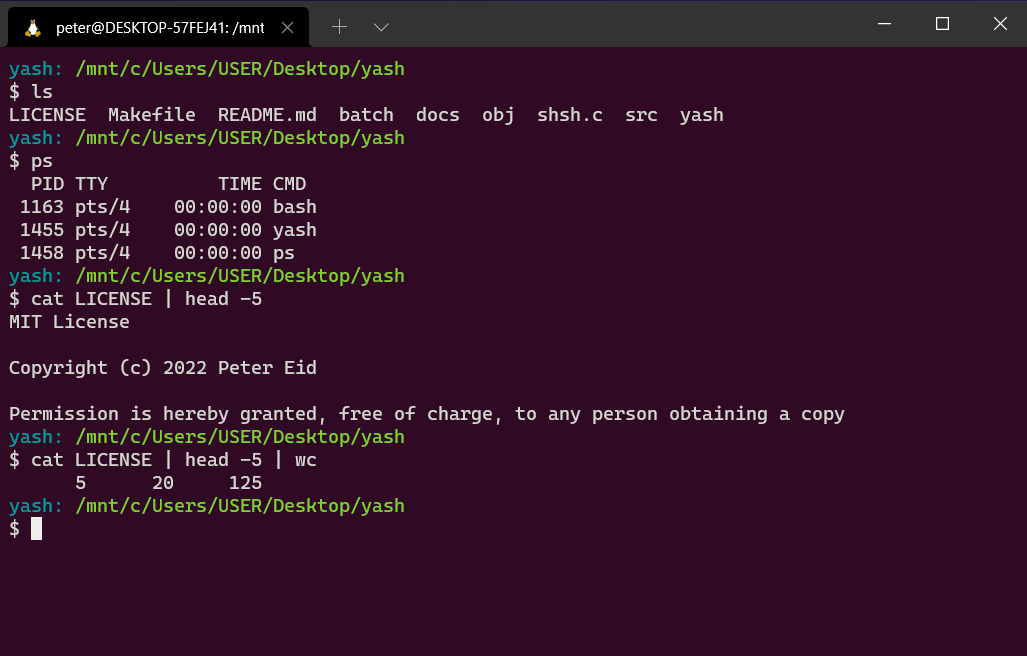 peter@DESKTOP-57FEJ41: /mnt
yash: /mnt/c/Users/USER/Desktop/yash
$ ls
LICENSE  Makefile  README.md  batch  docs  obj  shsh.c  src  yash
yash: /mnt/c/Users/USER/Desktop/yash
$ ps
  PID TTY          TIME CMD
 1163 pts/4    00:00:00 bash
 1455 pts/4    00:00:00 yash
 1458 pts/4    00:00:00 ps
yash: /mnt/c/Users/USER/Desktop/yash
$ cat LICENSE | head -5
MIT License
Copyright (c) 2022 Peter Eid
Permission is hereby granted, free of charge, to any person obtaining a copy
yash: /mnt/c/Users/USER/Desktop/yash
$ cat LICENSE | head -5 | wc
      5      20     125
yash: /mnt/c/Users/USER/Desktop/yash
$